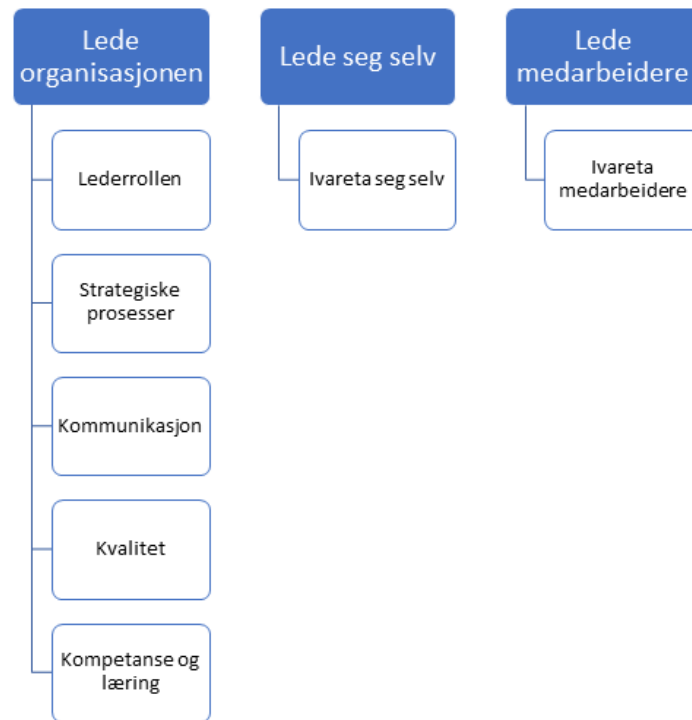 Lede
organisasjonen
Lederrollen
Strategiske
prosesser
Kommunikasjon
Kvalitet
Kompetanse og
læring
Lede seg selv
Ivareta seg selv
Lede
medarbeidere
Ivareta
medarbeidere